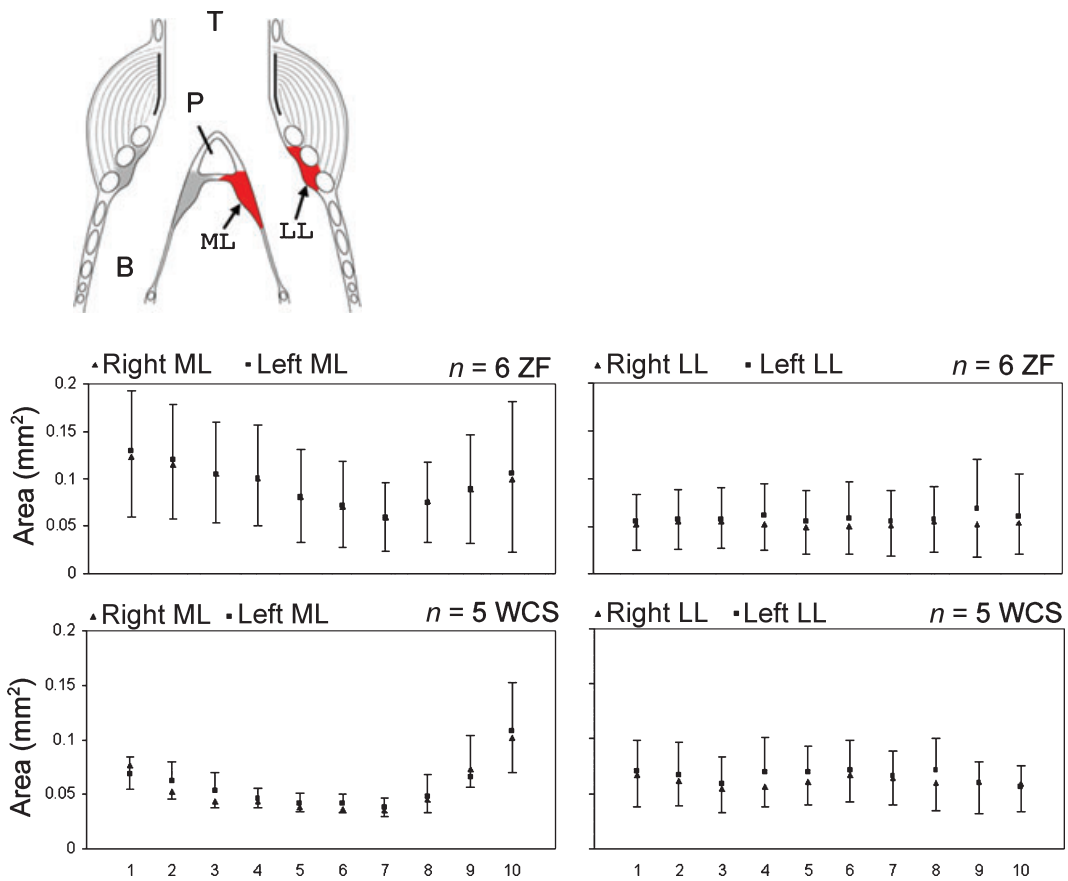 T
P
ML
LL
B
▲Right ML ▪Left ML n = 6 ZF
▲Right LL ▪Left LL n = 6 ZF
Area (mm²)
0.2
0.15
0.1
0.05
0
▲Right ML ▪Left ML n = 5 WCS
▲Right LL ▪Left LL n = 5 WCS
Area (mm²)
0.2
0.15
0.1
0.05
0
1 2 3 4 5 6 7 8 9 10
1 2 3 4 5 6 7 8 9 10